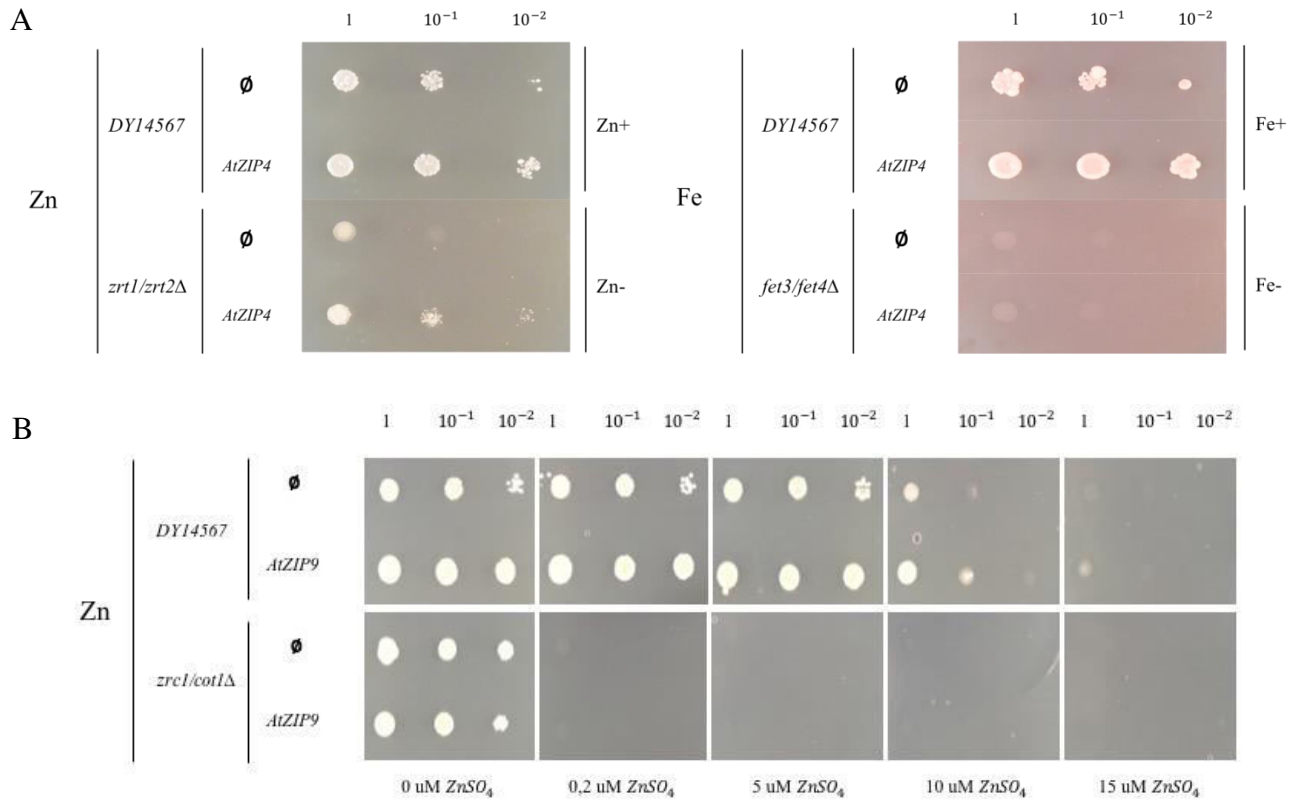 A
1 10⁻¹ 10⁻²
1 10⁻¹ 10⁻²
Zn
DY14567
Ø
AtZIP4
Zn+
zrt1/zrt2Δ
Ø
AtZIP4
Zn-
Fe
DY14567
Ø
AtZIP4
Fe+
fet3/fet4Δ
Ø
AtZIP4
Fe-
B
1 10⁻¹ 10⁻² 1 10⁻¹ 10⁻² 1 10⁻¹ 10⁻² 1 10⁻¹ 10⁻² 1 10⁻¹ 10⁻²
Zn
DY14567
Ø
AtZIP9
zrc1/cot1Δ
Ø
AtZIP9
0 uM ZnSO₄ 0,2 uM ZnSO₄ 5 uM ZnSO₄ 10 uM ZnSO₄ 15 uM ZnSO₄